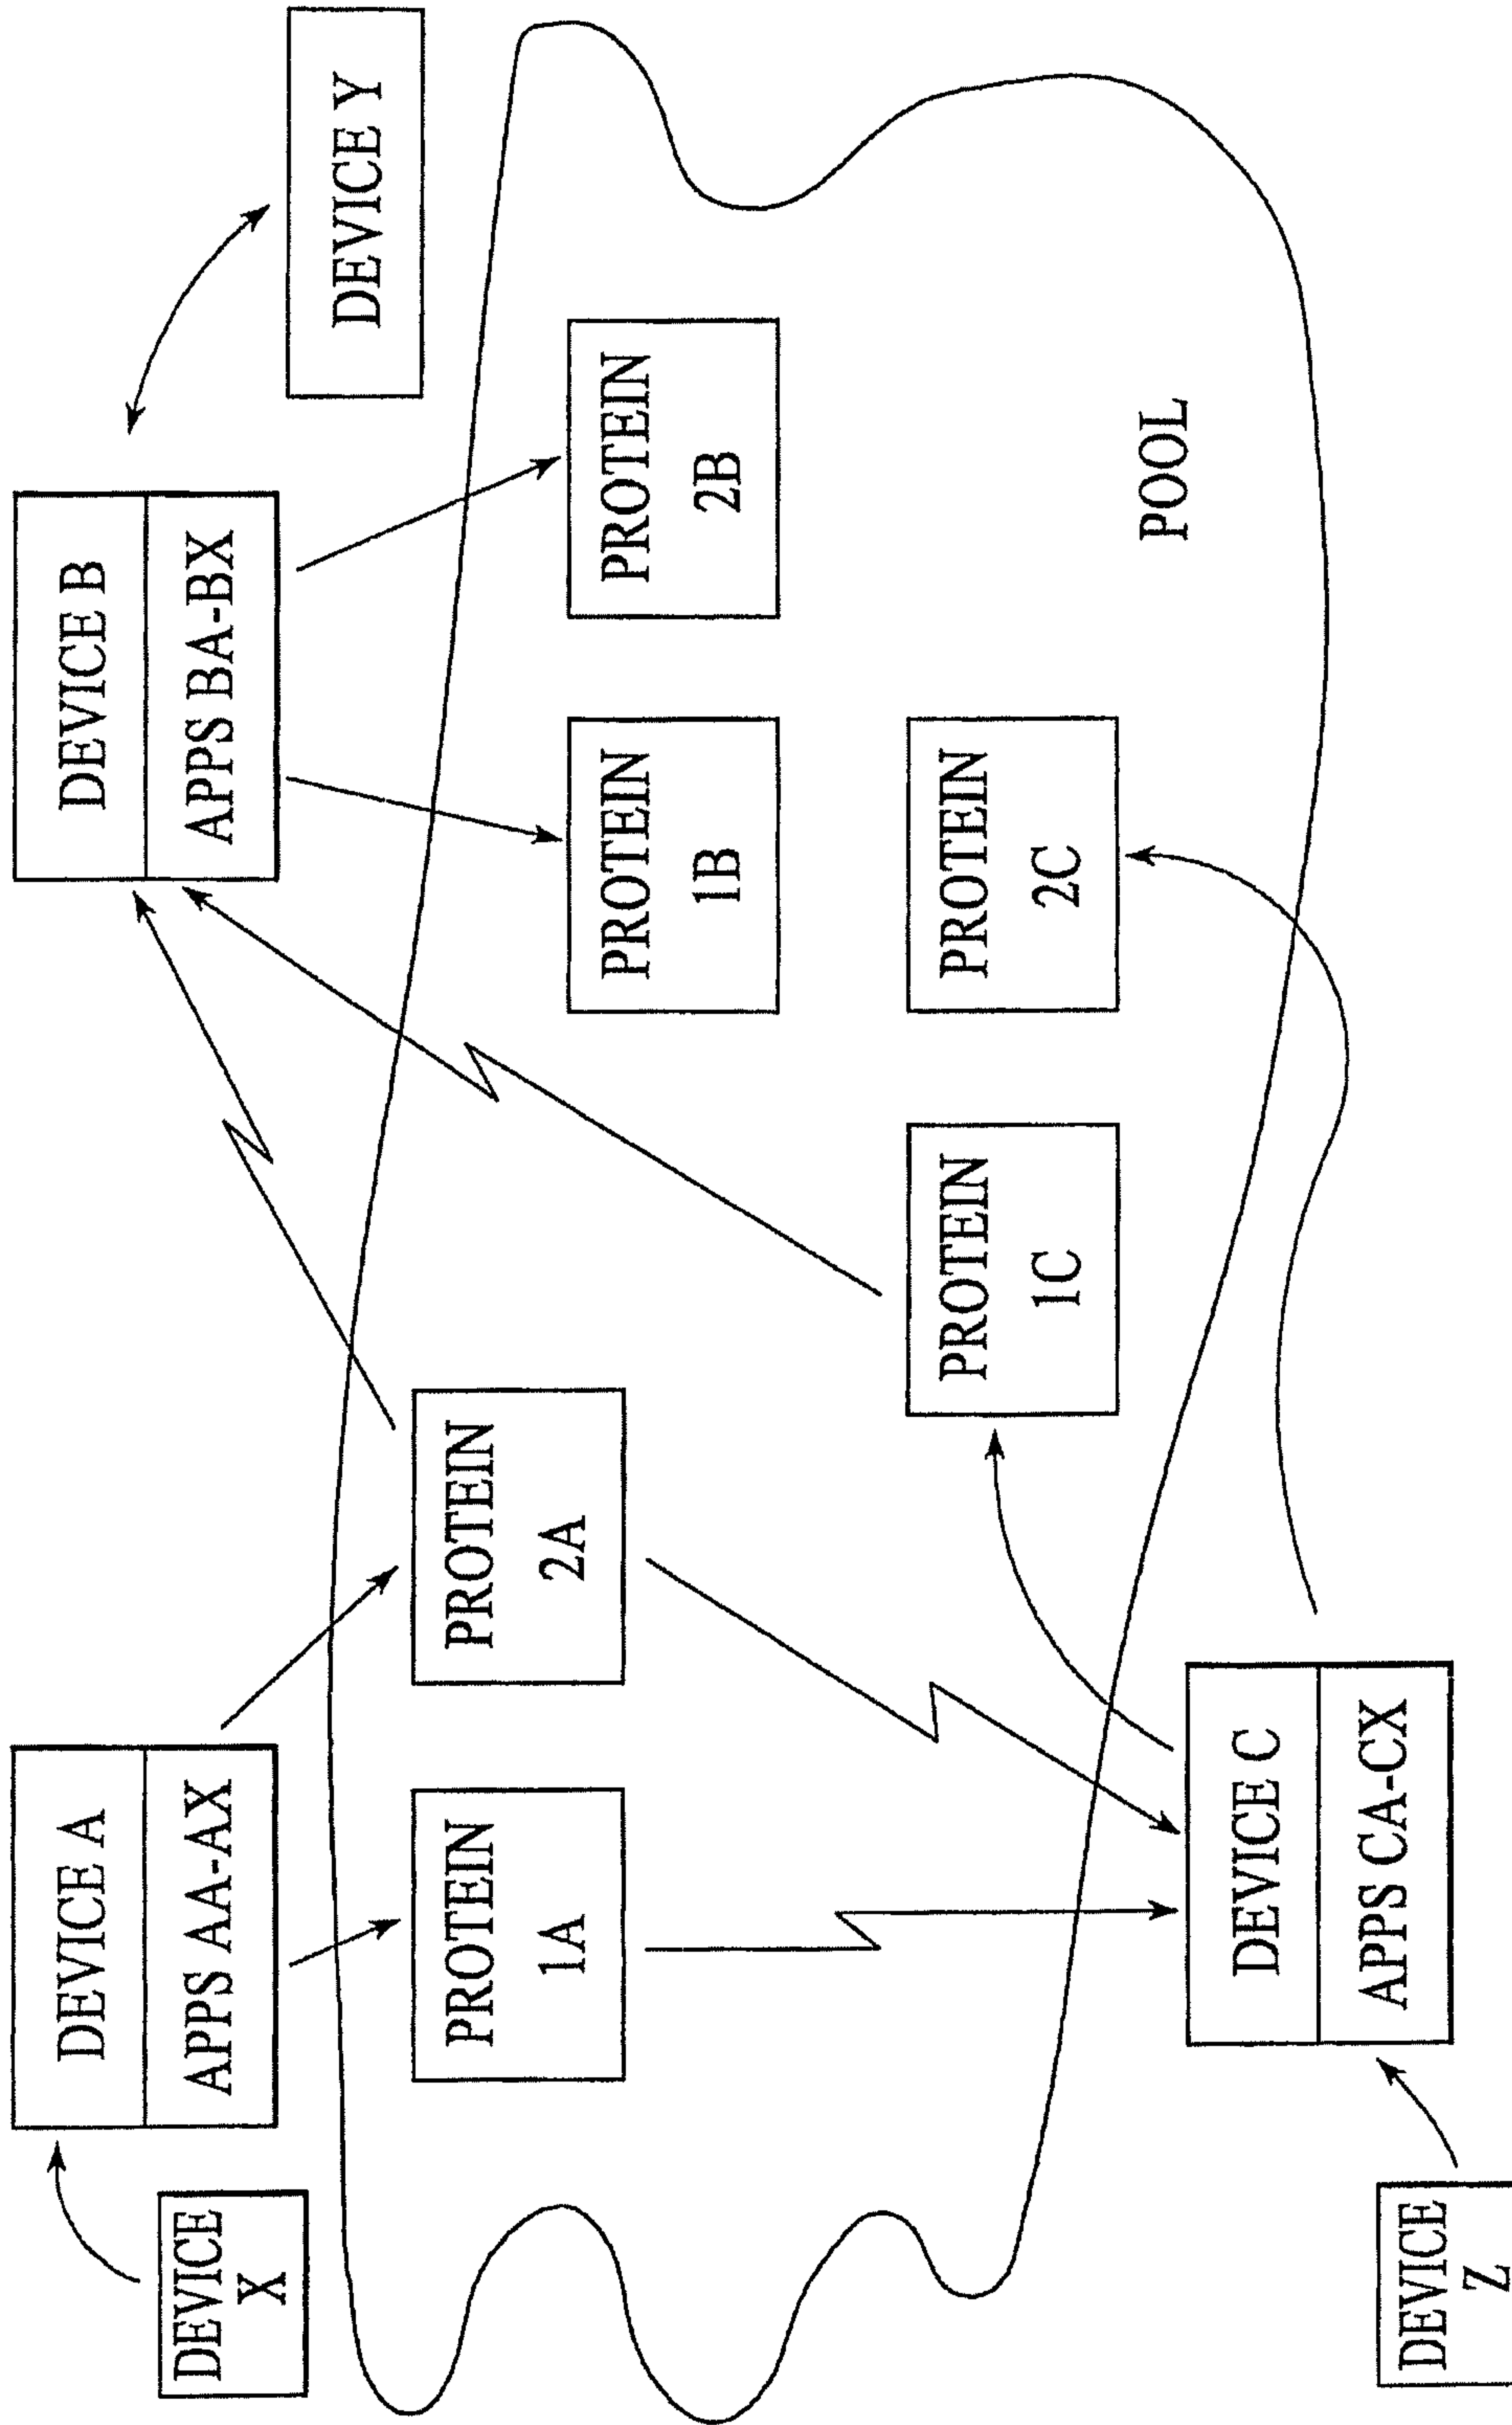 DEVICE
X
DEVICE A
APPS AA-AX
DEVICE B
APPS BA-BX
DEVICE Y
PROTEIN
1A
PROTEIN
2A
PROTEIN
1B
PROTEIN
2B
PROTEIN
1C
PROTEIN
2C
POOL
DEVICE C
APPS CA-CX
DEVICE
Z